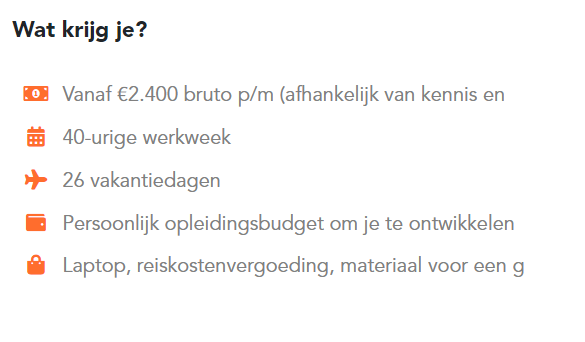 Wat krijg je?
Vanaf €2.400 bruto p/m (afhankelijk van kennis en
40-urige werkweek
26 vakantiedagen
Persoonlijk opleidingsbudget om je te ontwikkelen
Laptop, reiskostenvergoeding, materiaal voor een g